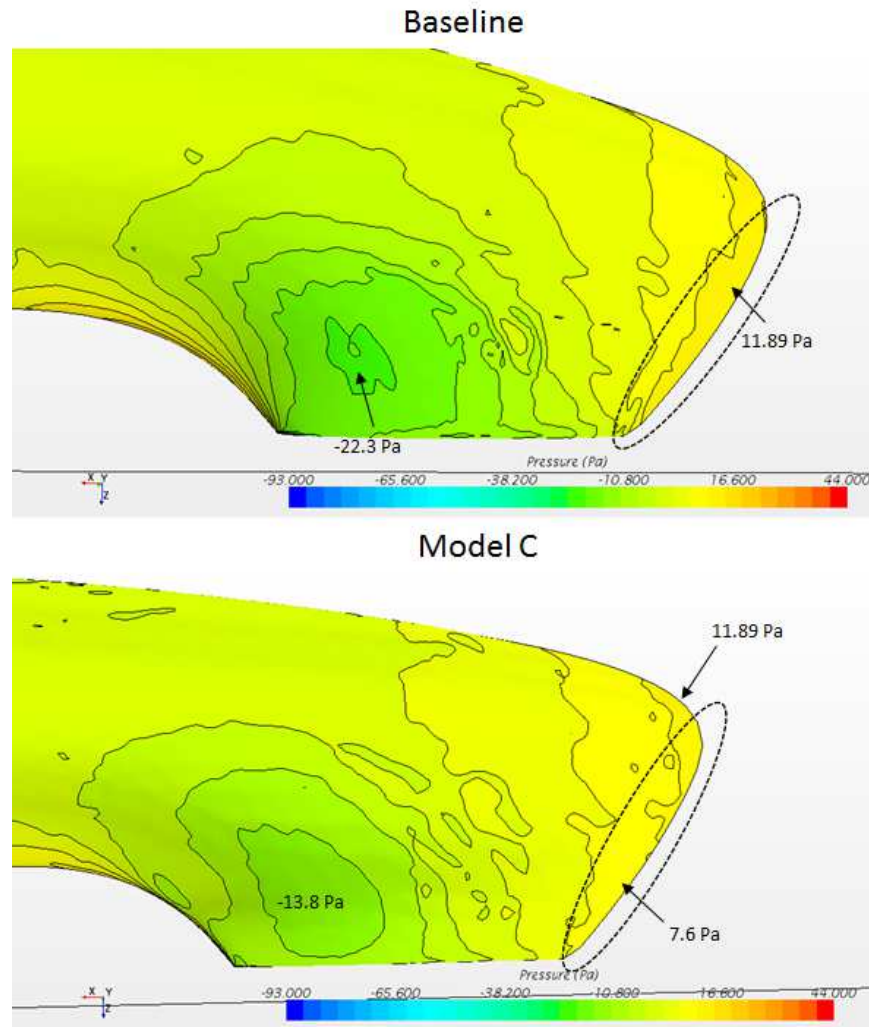 Baseline
11.89 Pa
-22.3 Pa
Pressure (Pa)
X Y
Z
-93.000 -65.600 -38.200 -10.800 16.600 44.000
Model C
11.89 Pa
-13.8 Pa
7.6 Pa
Pressure (Pa)
X Y
Z
-93.000 -65.600 -38.200 -10.800 16.600 44.000